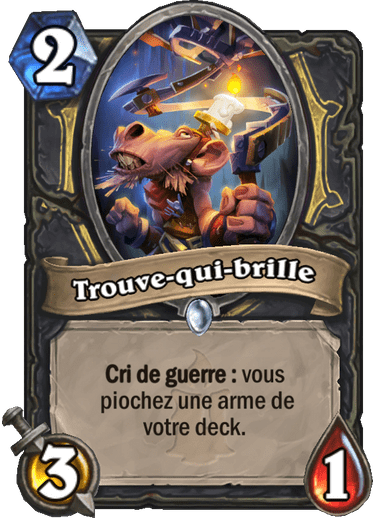 2
Trouve-qui-brille
Cri de guerre : vous
piochez une arme de
votre deck.
3
1